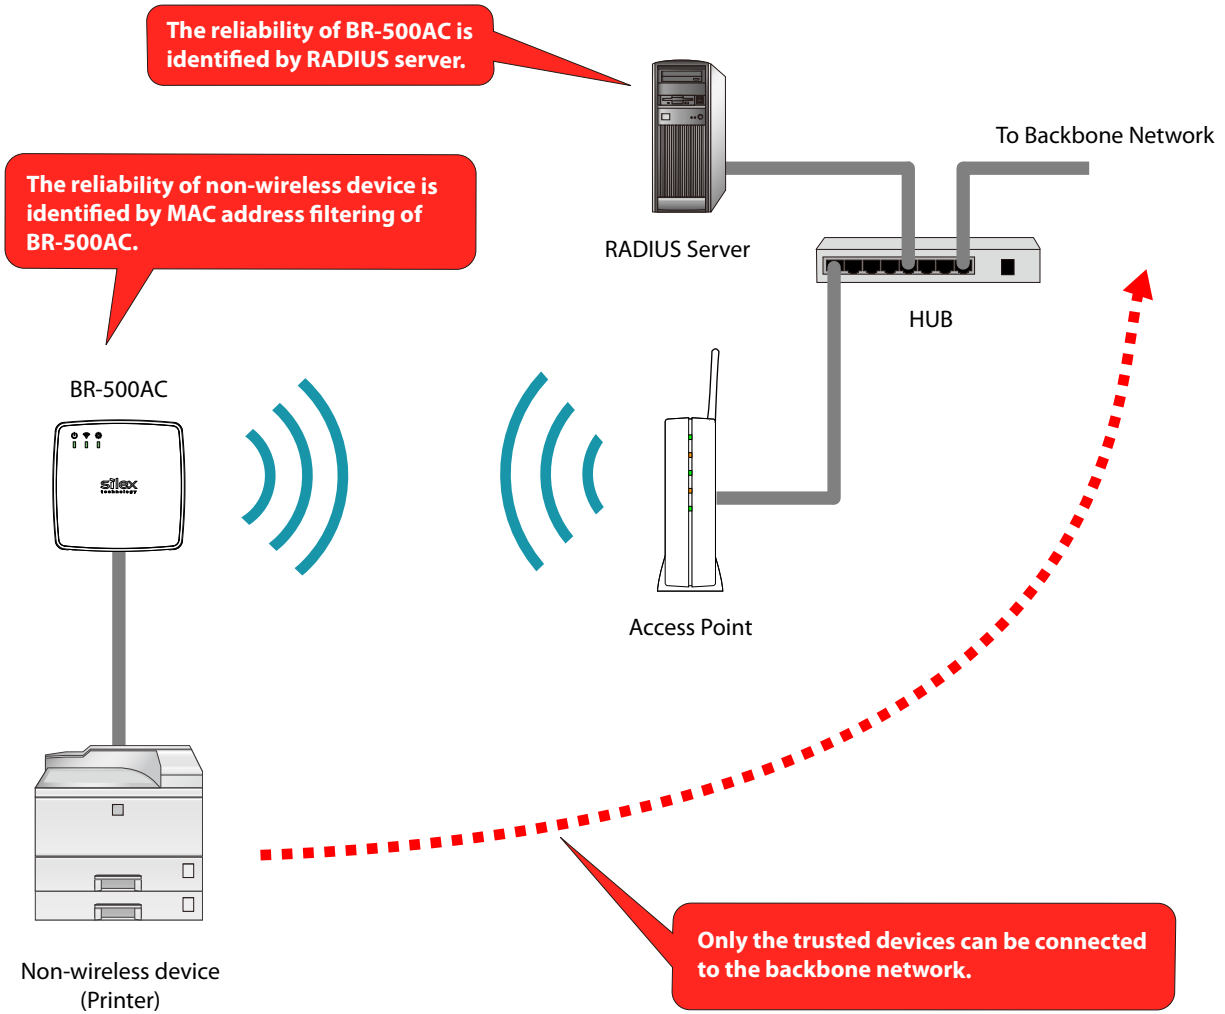 The reliability of BR-500AC is
identified by RADIUS server.
To Backbone Network
The reliability of non-wireless device is
identified by MAC address filtering of
BR-500AC.
RADIUS Server
HUB
BR-500AC
silex
technology
Access Point
Only the trusted devices can be connected
to the backbone network.
Non-wireless device
(Printer)